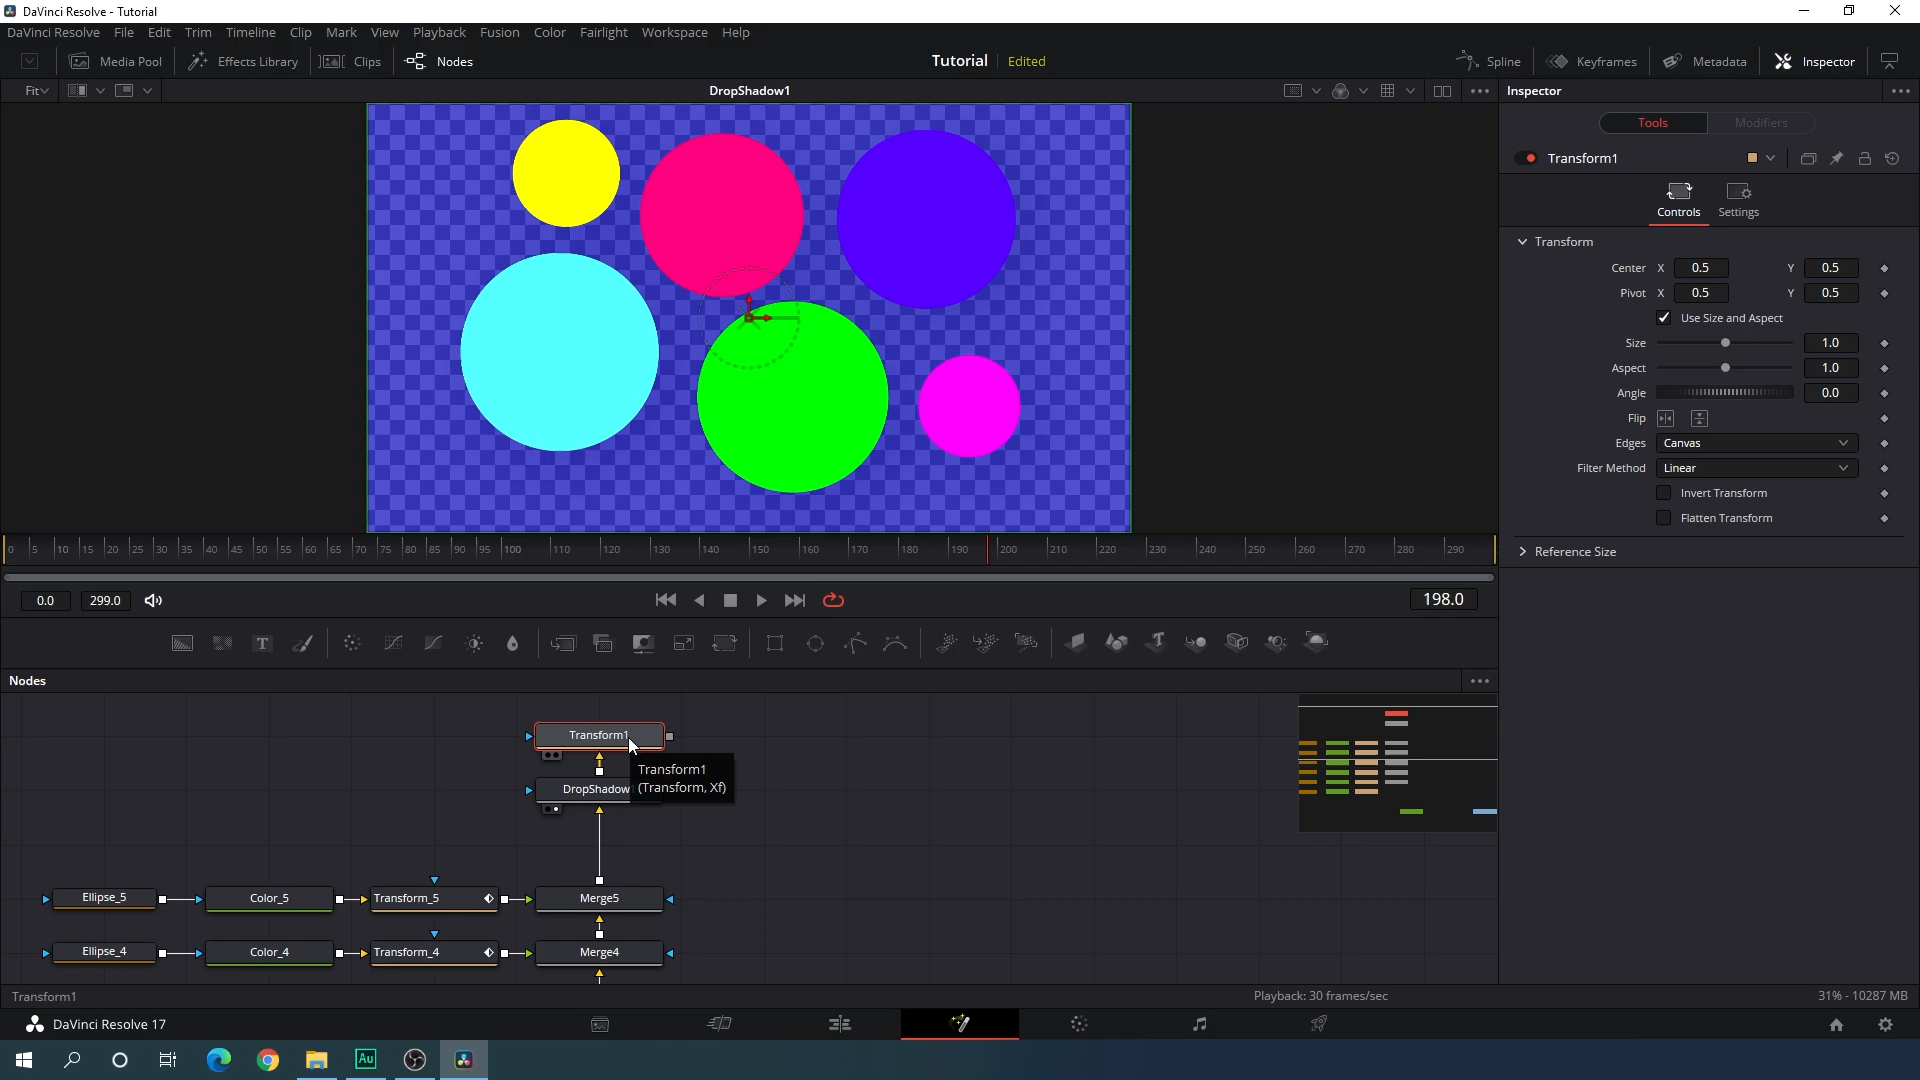 DaVinci Resolve - Tutorial
DaVinci Resolve File Edit Trim Timeline Clip Mark View Playback Fusion Color Fairlight Workspace Help
Media Pool Effects Library Clips Nodes Tutorial Edited Spline Keyframes Metadata Inspector
Fit DropShadow1 Inspector
Tools Modifiers
Transform1
Controls Settings
Transform
Center X 0.5 Y 0.5
Pivot X 0.5 Y 0.5
Use Size and Aspect
Size 1.0
Aspect 1.0
Angle 0.0
Flip
Edges Canvas
Filter Method Linear
Invert Transform
Flatten Transform
Reference Size
0 5 10 15 20 25 30 35 40 45 50 55 60 65 70 75 80 85 90 95 100 110 120 130 140 150 160 170 180 190 200 210 220 230 240 250 260 270 280 290
0.0 299.0 198.0
T T
Nodes
Transform1
Transform1
(Transform, Xf)
DropShadow
Ellipse_5 Color_5 Transform_5 Merge5
Ellipse_4 Color_4 Transform_4 Merge4
Transform1 Playback: 30 frames/sec 31% - 10287 MB
DaVinci Resolve 17
Au